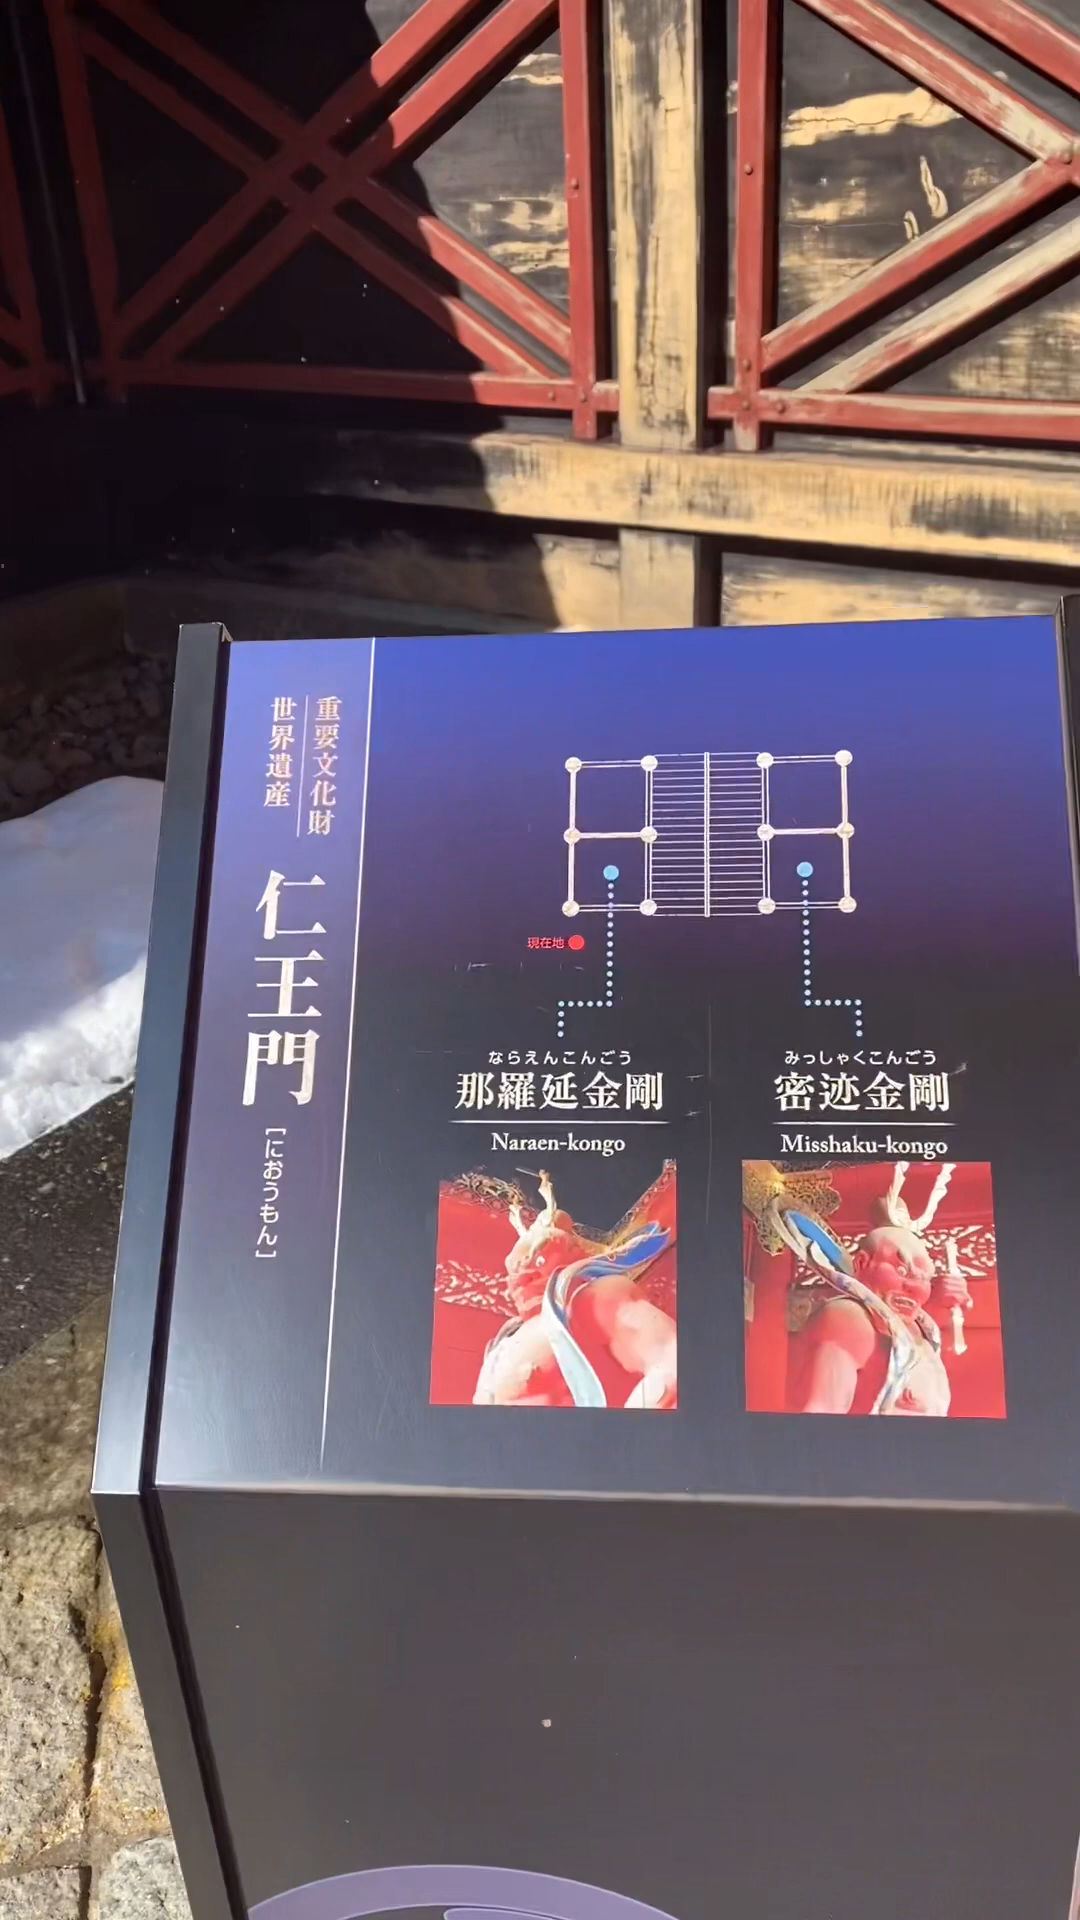 重要文化財
世界遺産
仁王門
[におうもん]
現在地
ならえんこんごう
那羅延金剛
Naraen-kongo
みっしゃくこんごう
密迹金剛
Misshaku-kongo